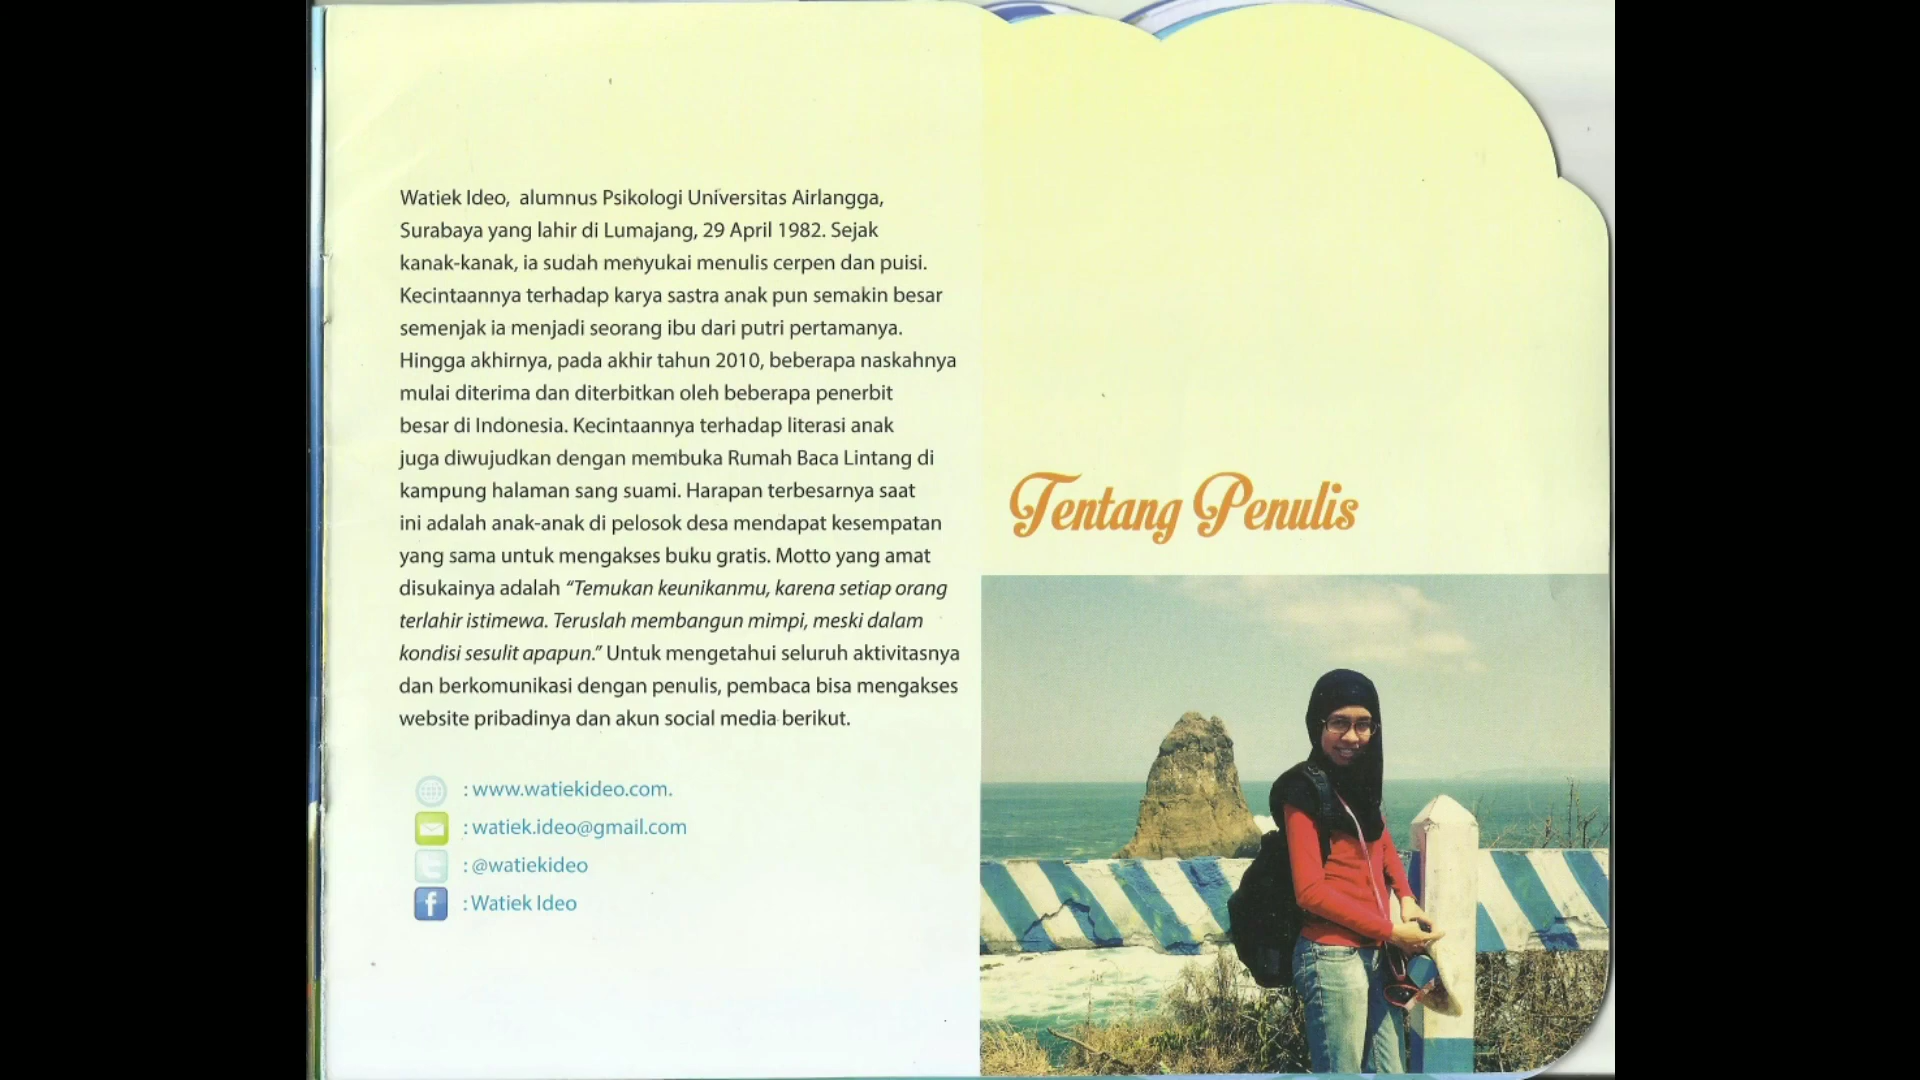 Watiek Ideo, alumnus Psikologi Universitas Airlangga,
Surabaya yang lahir di Lumajang, 29 April 1982. Sejak
kanak-kanak, ia sudah menyukai menulis cerpen dan puisi.
Kecintaannya terhadap karya sastra anak pun semakin besar
semenjak ia menjadi seorang ibu dari putri pertamanya.
Hingga akhirnya, pada akhir tahun 2010, beberapa naskahnya
mulai diterima dan diterbitkan oleh beberapa penerbit
besar di Indonesia. Kecintaannya terhadap literasi anak
juga diwujudkan dengan membuka Rumah Baca Lintang di
kampung halaman sang suami. Harapan terbesarnya saat
ini adalah anak-anak di pelosok desa mendapat kesempatan
yang sama untuk mengakses buku gratis. Motto yang amat
disukainya adalah “Temukan keunikanmu, karena setiap orang
terlahir istimewa. Teruslah membangun mimpi, meski dalam
kondisi sesulit apapun.” Untuk mengetahui seluruh aktivitasnya
dan berkomunikasi dengan penulis, pembaca bisa mengakses
website pribadinya dan akun social media berikut.
: www.watiekideo.com.
: watiek.ideo@gmail.com
: @watiekideo
: Watiek Ideo
Tentang Penulis